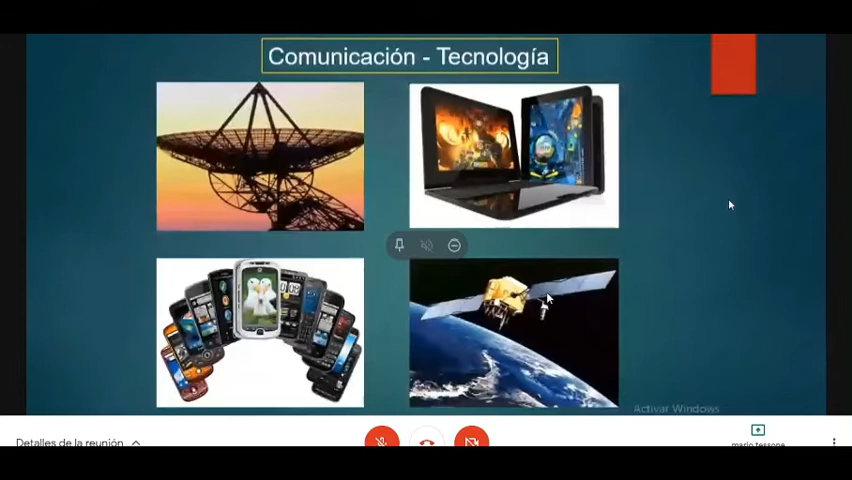 Comunicación - Tecnología
Activar Windows
Detalles de la reunión
mario tessone